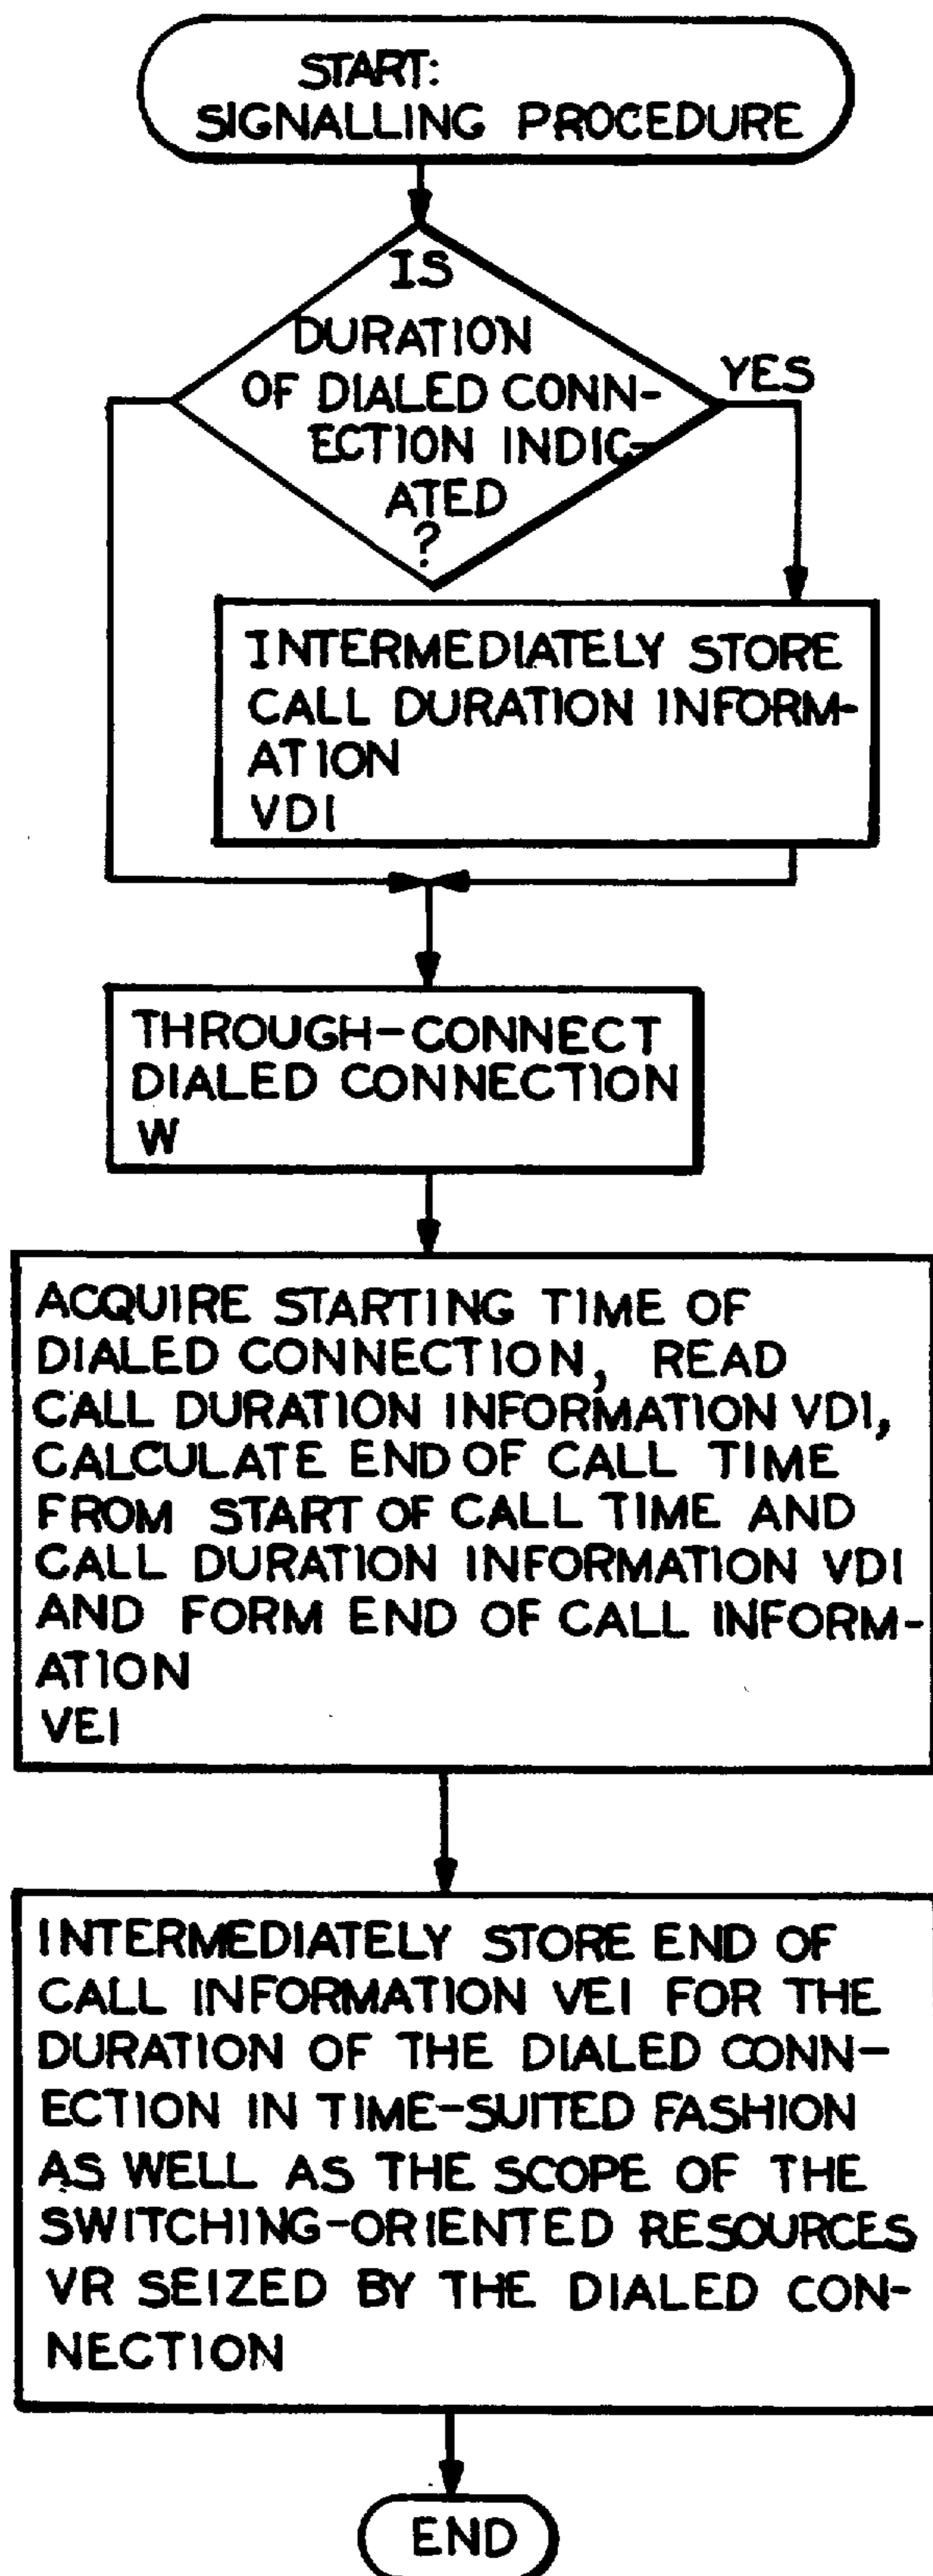 START:
SIGNALLING PROCEDURE
IS
DURATION
OF DIALED CONN-
ECTION INDIC-
ATED
?
YES
INTERMEDIATELY STORE
CALL DURATION INFORM-
ATION
VDI
THROUGH-CONNECT
DIALED CONNECTION
W
ACQUIRE STARTING TIME OF
DIALED CONNECTION, READ
CALL DURATION INFORMATION VDI,
CALCULATE END OF CALL TIME
FROM START OF CALL TIME AND
CALL DURATION INFORMATION VDI
AND FORM END OF CALL INFORM-
ATION
VEI
INTERMEDIATELY STORE END OF
CALL INFORMATION VEI FOR THE
DURATION OF THE DIALED CONN-
ECTION IN TIME-SUITED FASHION
AS WELL AS THE SCOPE OF THE
SWITCHING-ORIENTED RESOURCES
VR SEIZED BY THE DIALED CON-
NECTION
END